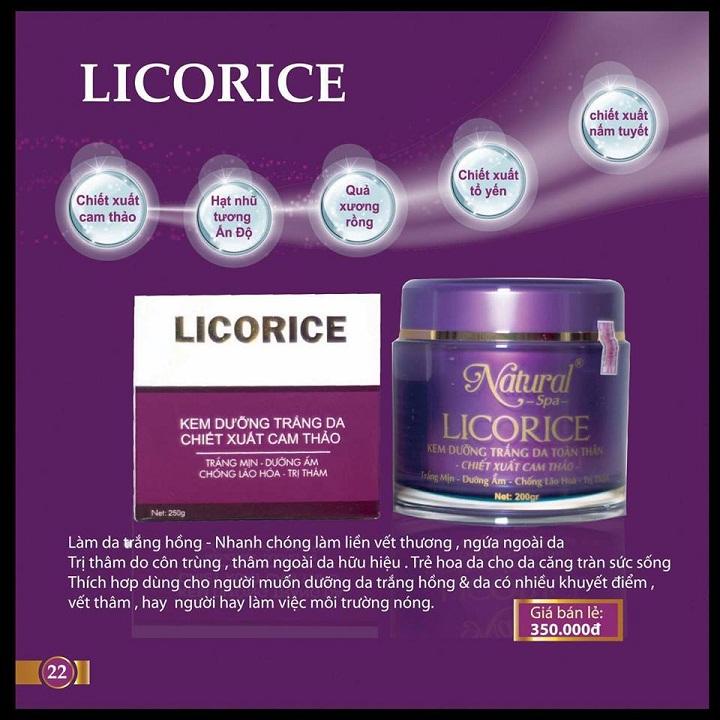 LICORICE
chiết xuất
nấm tuyết
Chiết xuất
tổ yến
Quả
xương
rồng
Hạt nhũ
tương
Ấn Độ
Chiết xuất
cam thảo
LICORICE
KEM DƯỠNG TRẮNG DA
CHIẾT XUẤT CAM THẢO
TRẮNG MỊN - DƯỠNG ẨM
CHỐNG LÃO HÓA - TRỊ THÂM
Net: 250g
Natural®
- Spa -
LICORICE
KEM DƯỠNG TRẮNG DA TOÀN THÂN
- CHIẾT XUẤT CAM THẢO -
Trắng Mịn - Dưỡng Ẩm - Chống Lão Hoá - Trị Thâm
Net: 200gr
Làm da trắng hồng - Nhanh chóng làm liền vết thương , ngứa ngoài da
Trị thâm do côn trùng , thâm ngoài da hữu hiệu . Trẻ hoa da cho da căng tràn sức sống
Thích hơp dùng cho người muốn dưỡng da trắng hồng & da có nhiều khuyết điểm ,
vết thâm , hay người hay làm việc môi trường nóng.
Giá bán lẻ:
350.000đ
22